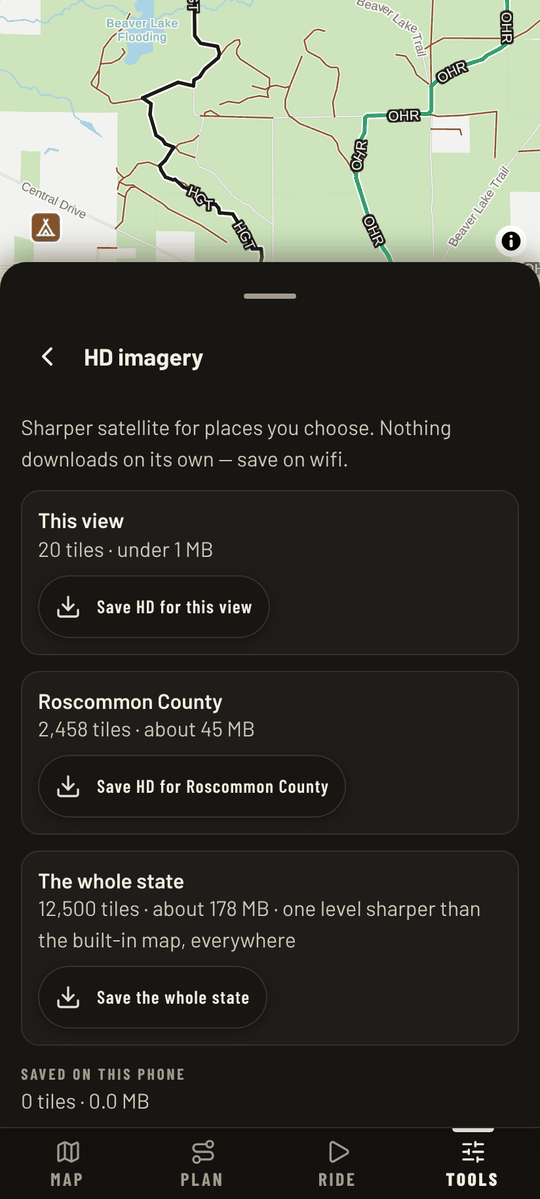 Beaver Lake
Flooding
Beaver Lake Trail
OHR
OHR
OHR
OHR
HGT
Central Drive
HGT
OHR
Beaver Lake Trail
HD imagery
Sharper satellite for places you choose. Nothing
downloads on its own — save on wifi.
This view
20 tiles · under 1 MB
Save HD for this view
Roscommon County
2,458 tiles · about 45 MB
Save HD for Roscommon County
The whole state
12,500 tiles · about 178 MB · one level sharper than
the built-in map, everywhere
Save the whole state
SAVED ON THIS PHONE
0 tiles · 0.0 MB
MAP
PLAN
RIDE
TOOLS